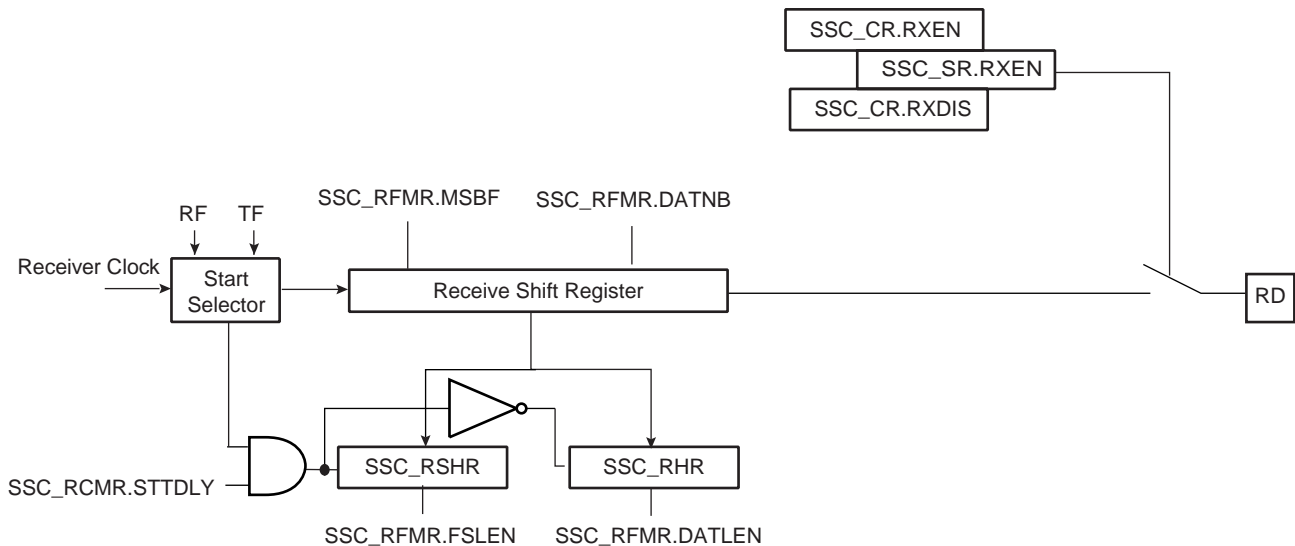 SSC_CR.RXEN
SSC_SR.RXEN
SSC_CR.RXDIS
SSC_RFMR.MSBF
SSC_RFMR.DATNB
RF
TF
Receiver Clock
Start
Selector
Receive Shift Register
RD
SSC_RSHR
SSC_RHR
SSC_RCMR.STTDLY
SSC_RFMR.FSLEN
SSC_RFMR.DATLEN